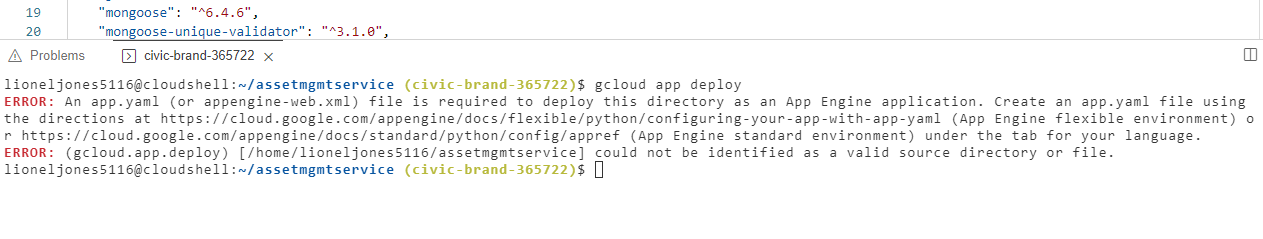 19 "mongoose": "^6.4.6",
20 "mongoose-unique-validator": "^3.1.0",
Problems civic-brand-365722
lioneljones5116@cloudshell:~/assetmgmtservice (civic-brand-365722)$ gcloud app deploy
ERROR: An app.yaml (or appengine-web.xml) file is required to deploy this directory as an App Engine application. Create an app.yaml file using
the directions at https://cloud.google.com/appengine/docs/flexible/python/configuring-your-app-with-app-yaml (App Engine flexible environment) o
r https://cloud.google.com/appengine/docs/standard/python/config/appref (App Engine standard environment) under the tab for your language.
ERROR: (gcloud.app.deploy) [/home/lioneljones5116/assetmgmtservice] could not be identified as a valid source directory or file.
lioneljones5116@cloudshell:~/assetmgmtservice (civic-brand-365722)$